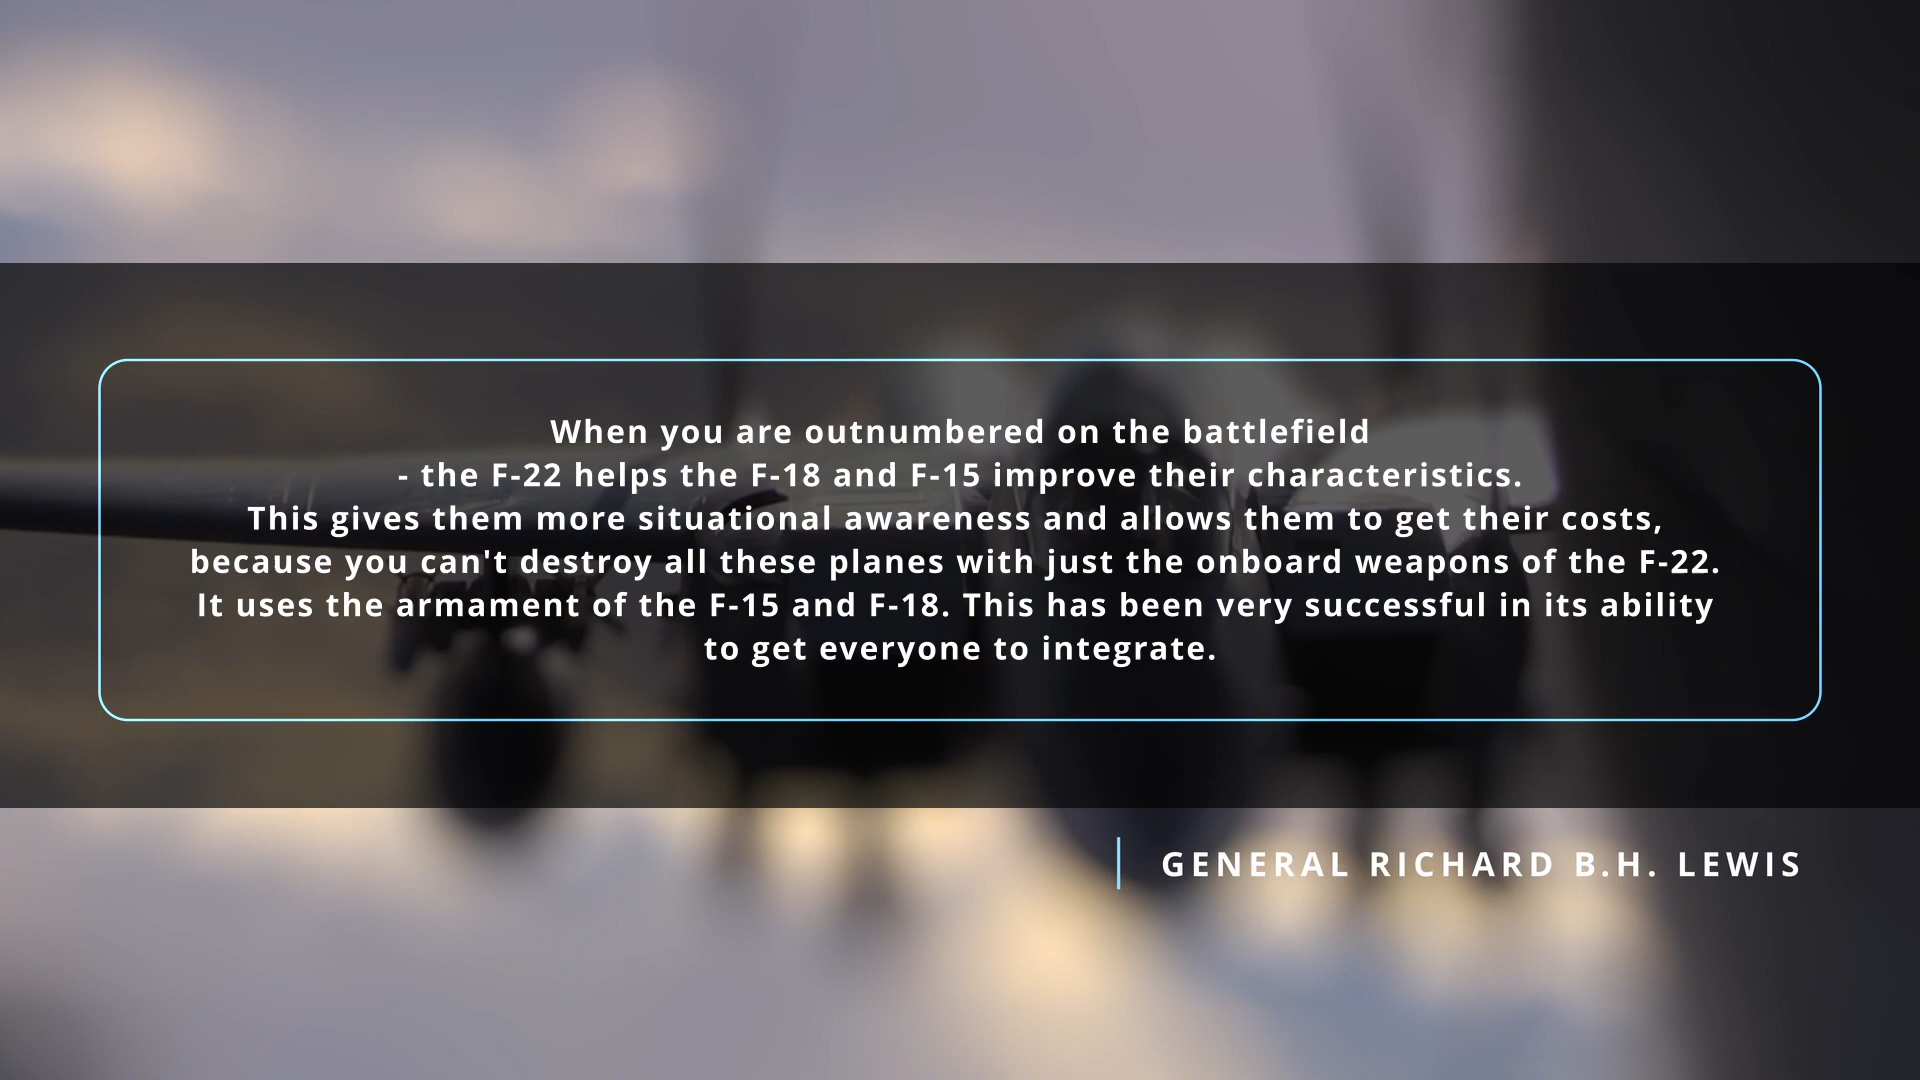 When you are outnumbered on the battlefield
- the F-22 helps the F-18 and F-15 improve their characteristics.
This gives them more situational awareness and allows them to get their costs,
because you can't destroy all these planes with just the onboard weapons of the F-22.
It uses the armament of the F-15 and F-18. This has been very successful in its ability
to get everyone to integrate.
GENERAL RICHARD B.H. LEWIS